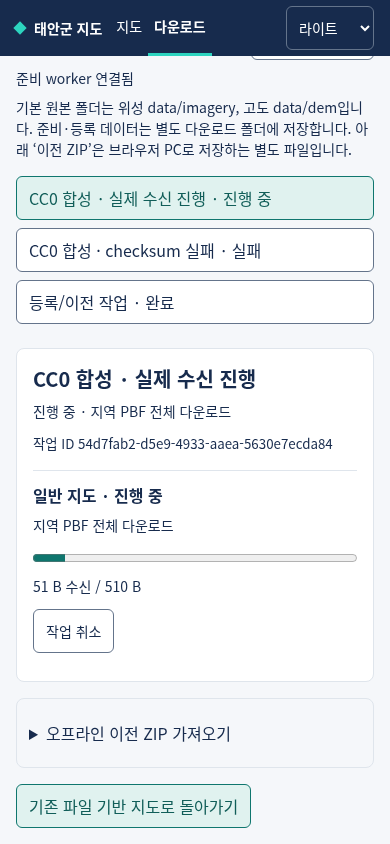 태안군 지도 지도 다운로드 라이트
준비 worker 연결됨
기본 원본 폴더는 위성 data/imagery, 고도 data/dem입니
다. 준비·등록 데이터는 별도 다운로드 폴더에 저장합니다. 아
래 ‘이전 ZIP’은 브라우저 PC로 저장하는 별도 파일입니다.
CC0 합성 · 실제 수신 진행 · 진행 중
CC0 합성 · checksum 실패 · 실패
등록/이전 작업 · 완료
CC0 합성 · 실제 수신 진행
진행 중 · 지역 PBF 전체 다운로드
작업 ID 54d7fab2-d5e9-4933-aaea-5630e7ecda84
일반 지도 · 진행 중
지역 PBF 전체 다운로드
51 B 수신 / 510 B
작업 취소
오프라인 이전 ZIP 가져오기
기존 파일 기반 지도로 돌아가기